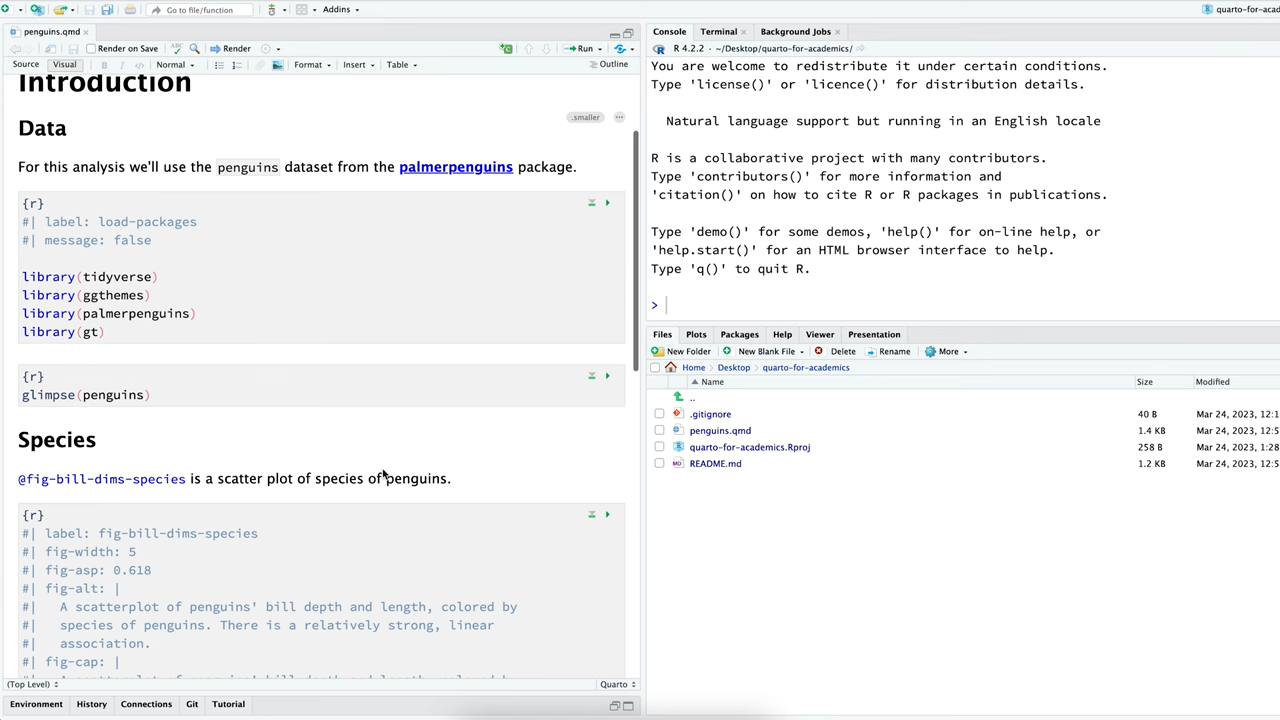 Go to file/function
Addins
quarto-for-acad
penguins.qmd
Render on Save
ABC
Render
Run
Source
Visual
B
I
Normal
Format
Insert
Table
Outline
Introduction
Data
.smaller
For this analysis we'll use the penguins dataset from the palmerpenguins package.
{r}
#| label: load-packages
#| message: false
library(tidyverse)
library(ggthemes)
library(palmerpenguins)
library(gt)
{r}
glimpse(penguins)
Species
@fig-bill-dims-species is a scatter plot of species of penguins.
{r}
#| label: fig-bill-dims-species
#| fig-width: 5
#| fig-asp: 0.618
#| fig-alt: |
#|   A scatterplot of penguins' bill depth and length, colored by
#|   species of penguins. There is a relatively strong, linear
#|   association.
#| fig-cap: |
(Top Level)
Quarto
Environment
History
Connections
Git
Tutorial
Console
Terminal
Background Jobs
R 4.2.2 · ~/Desktop/quarto-for-academics/
You are welcome to redistribute it under certain conditions.
Type 'license()' or 'licence()' for distribution details.
Natural language support but running in an English locale
R is a collaborative project with many contributors.
Type 'contributors()' for more information and
'citation()' on how to cite R or R packages in publications.
Type 'demo()' for some demos, 'help()' for on-line help, or
'help.start()' for an HTML browser interface to help.
Type 'q()' to quit R.
>
Files
Plots
Packages
Help
Viewer
Presentation
New Folder
New Blank File
Delete
Rename
More
Home
Desktop
quarto-for-academics
Name
Size
Modified
..
.gitignore
40 B
Mar 24, 2023, 12:1
penguins.qmd
1.4 KB
Mar 24, 2023, 12:5
quarto-for-academics.Rproj
258 B
Mar 24, 2023, 1:28
README.md
1.2 KB
Mar 24, 2023, 12:5